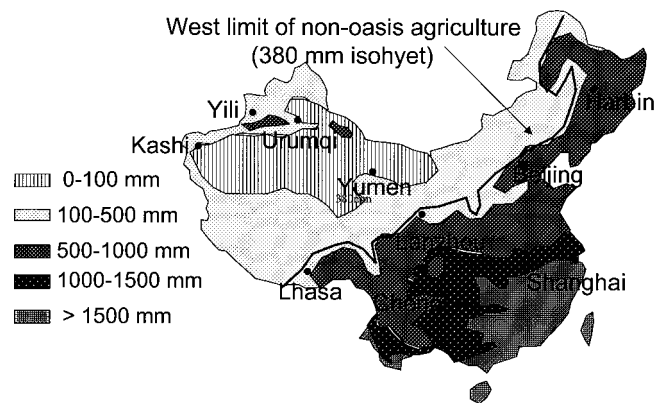 West limit of non-oasis agriculture
(380 mm isohyet)
Harbin
Yili
Urumqi
Kashi
Beijing
Yumen
0-100 mm
100-500 mm
Lanzhou
500-1000 mm
1000-1500 mm
Shanghai
Lhasa
> 1500 mm